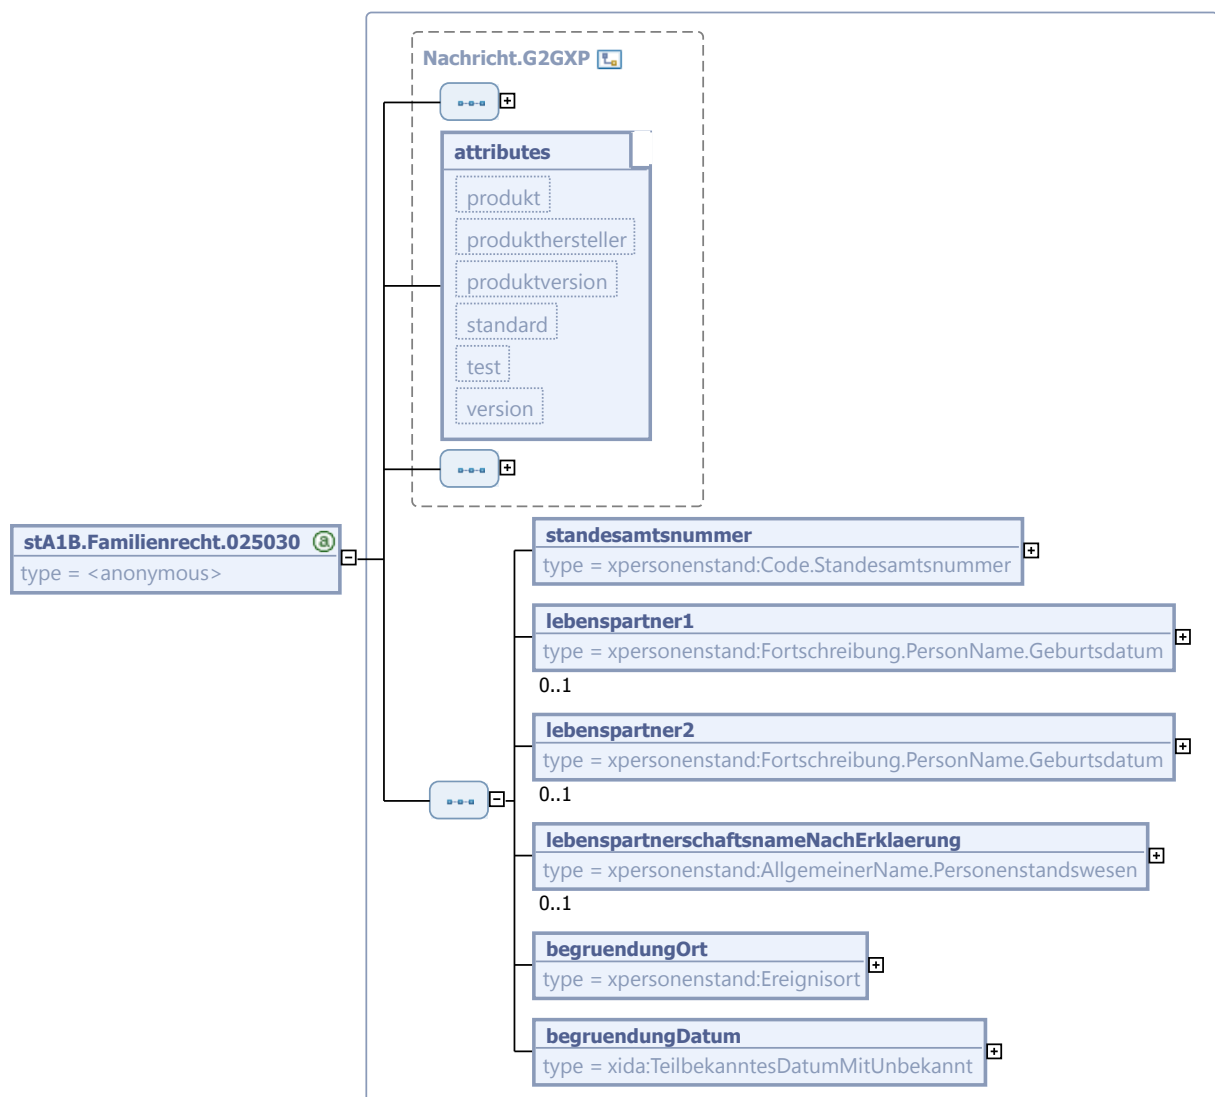 Nachricht.G2GXP
attributes
produkt
produkthersteller
produktversion
standard
test
version
stA1B.Familienrecht.025030 a
type = <anonymous>
standesamtsnummer
type = xpersonenstand:Code.Standesamtsnummer
lebenspartner1
type = xpersonenstand:Fortschreibung.PersonName.Geburtsdatum
0..1
lebenspartner2
type = xpersonenstand:Fortschreibung.PersonName.Geburtsdatum
0..1
lebenspartnerschaftsnameNachErklaerung
type = xpersonenstand:AllgemeinerName.Personenstandswesen
0..1
begruendungOrt
type = xpersonenstand:Ereignisort
begruendungDatum
type = xida:TeilbekanntesDatumMitUnbekannt